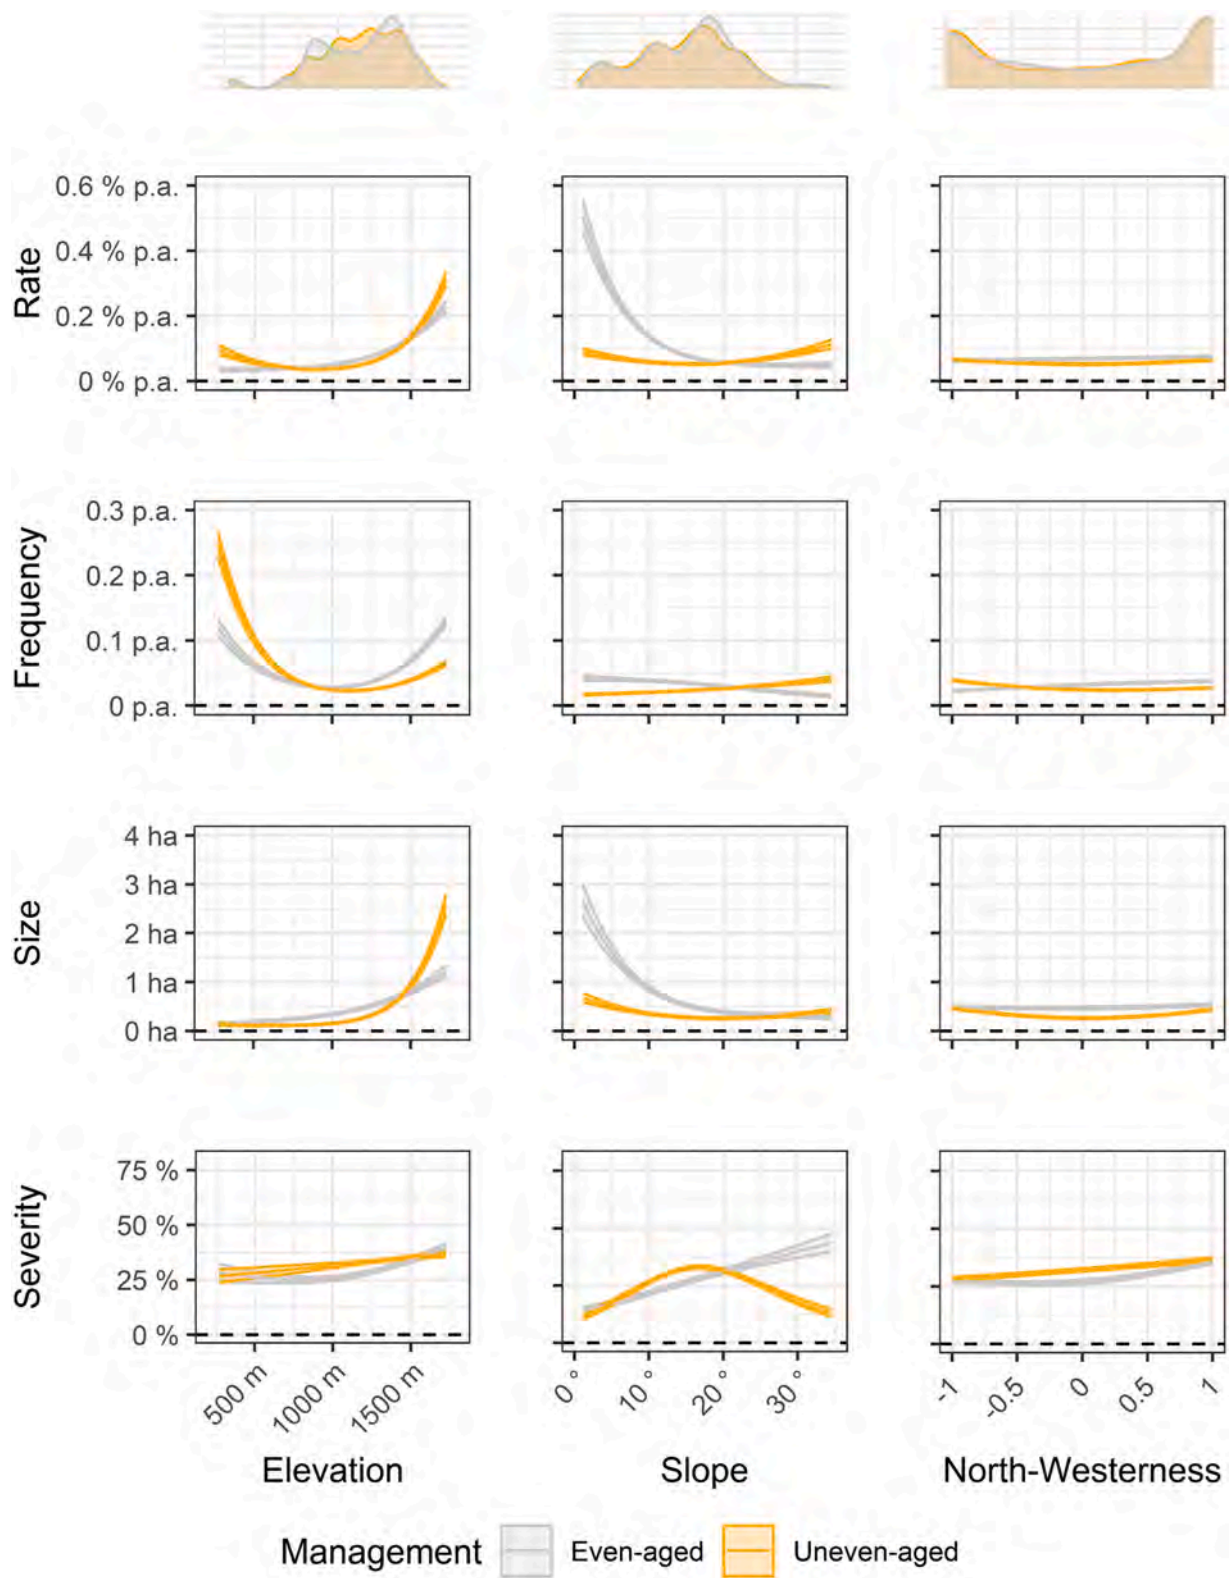 Rate
0.6 % p.a.
0.4 % p.a.
0.2 % p.a.
0 % p.a.
Frequency
0.3 p.a.
0.2 p.a.
0.1 p.a.
0 p.a.
Size
4 ha
3 ha
2 ha
1 ha
0 ha
Severity
75 %
50 %
25 %
0 %
500 m 1000 m 1500 m
0° 10° 20° 30°
-1 -0.5 0 0.5 1
Elevation Slope North-Westerness
Management Even-aged Uneven-aged